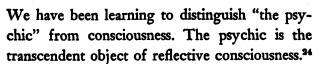 We have been learning to distinguish “the psy-
chic” from consciousness. The psychic is the
transcendent object of reflective consciousness.²⁴